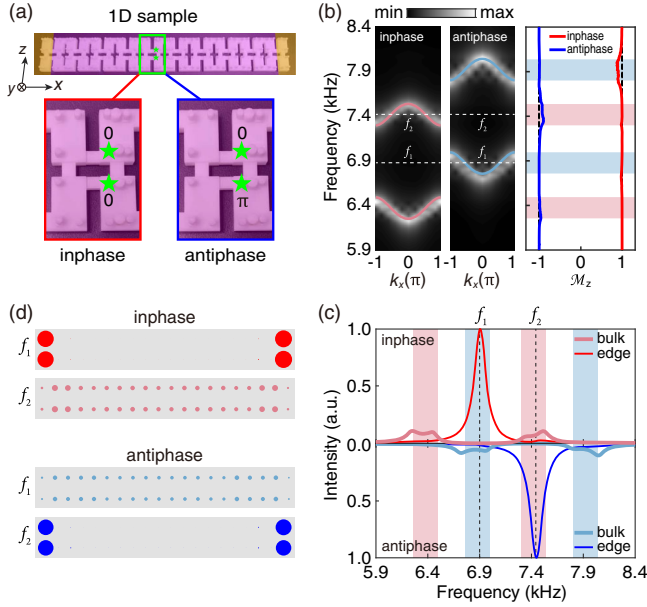 (a)
1D sample
z
y
x
0
0
0
π
inphase
antiphase
(b)
min
max
inphase
antiphase
inphase
antiphase
Frequency (kHz)
8.4
7.9
7.4
6.9
6.4
5.9
f2
f1
f2
f1
-1 0 1
-1 0 1
-1 1
kx(π)
kx(π)
ℳz
(d)
inphase
f1
f2
antiphase
f1
f2
(c)
f1
f2
inphase
bulk
edge
Intensity (a.u.)
1.0
0.5
0.0
0.5
1.0
antiphase
bulk
edge
5.9 6.4 6.9 7.4 7.9 8.4
Frequency (kHz)